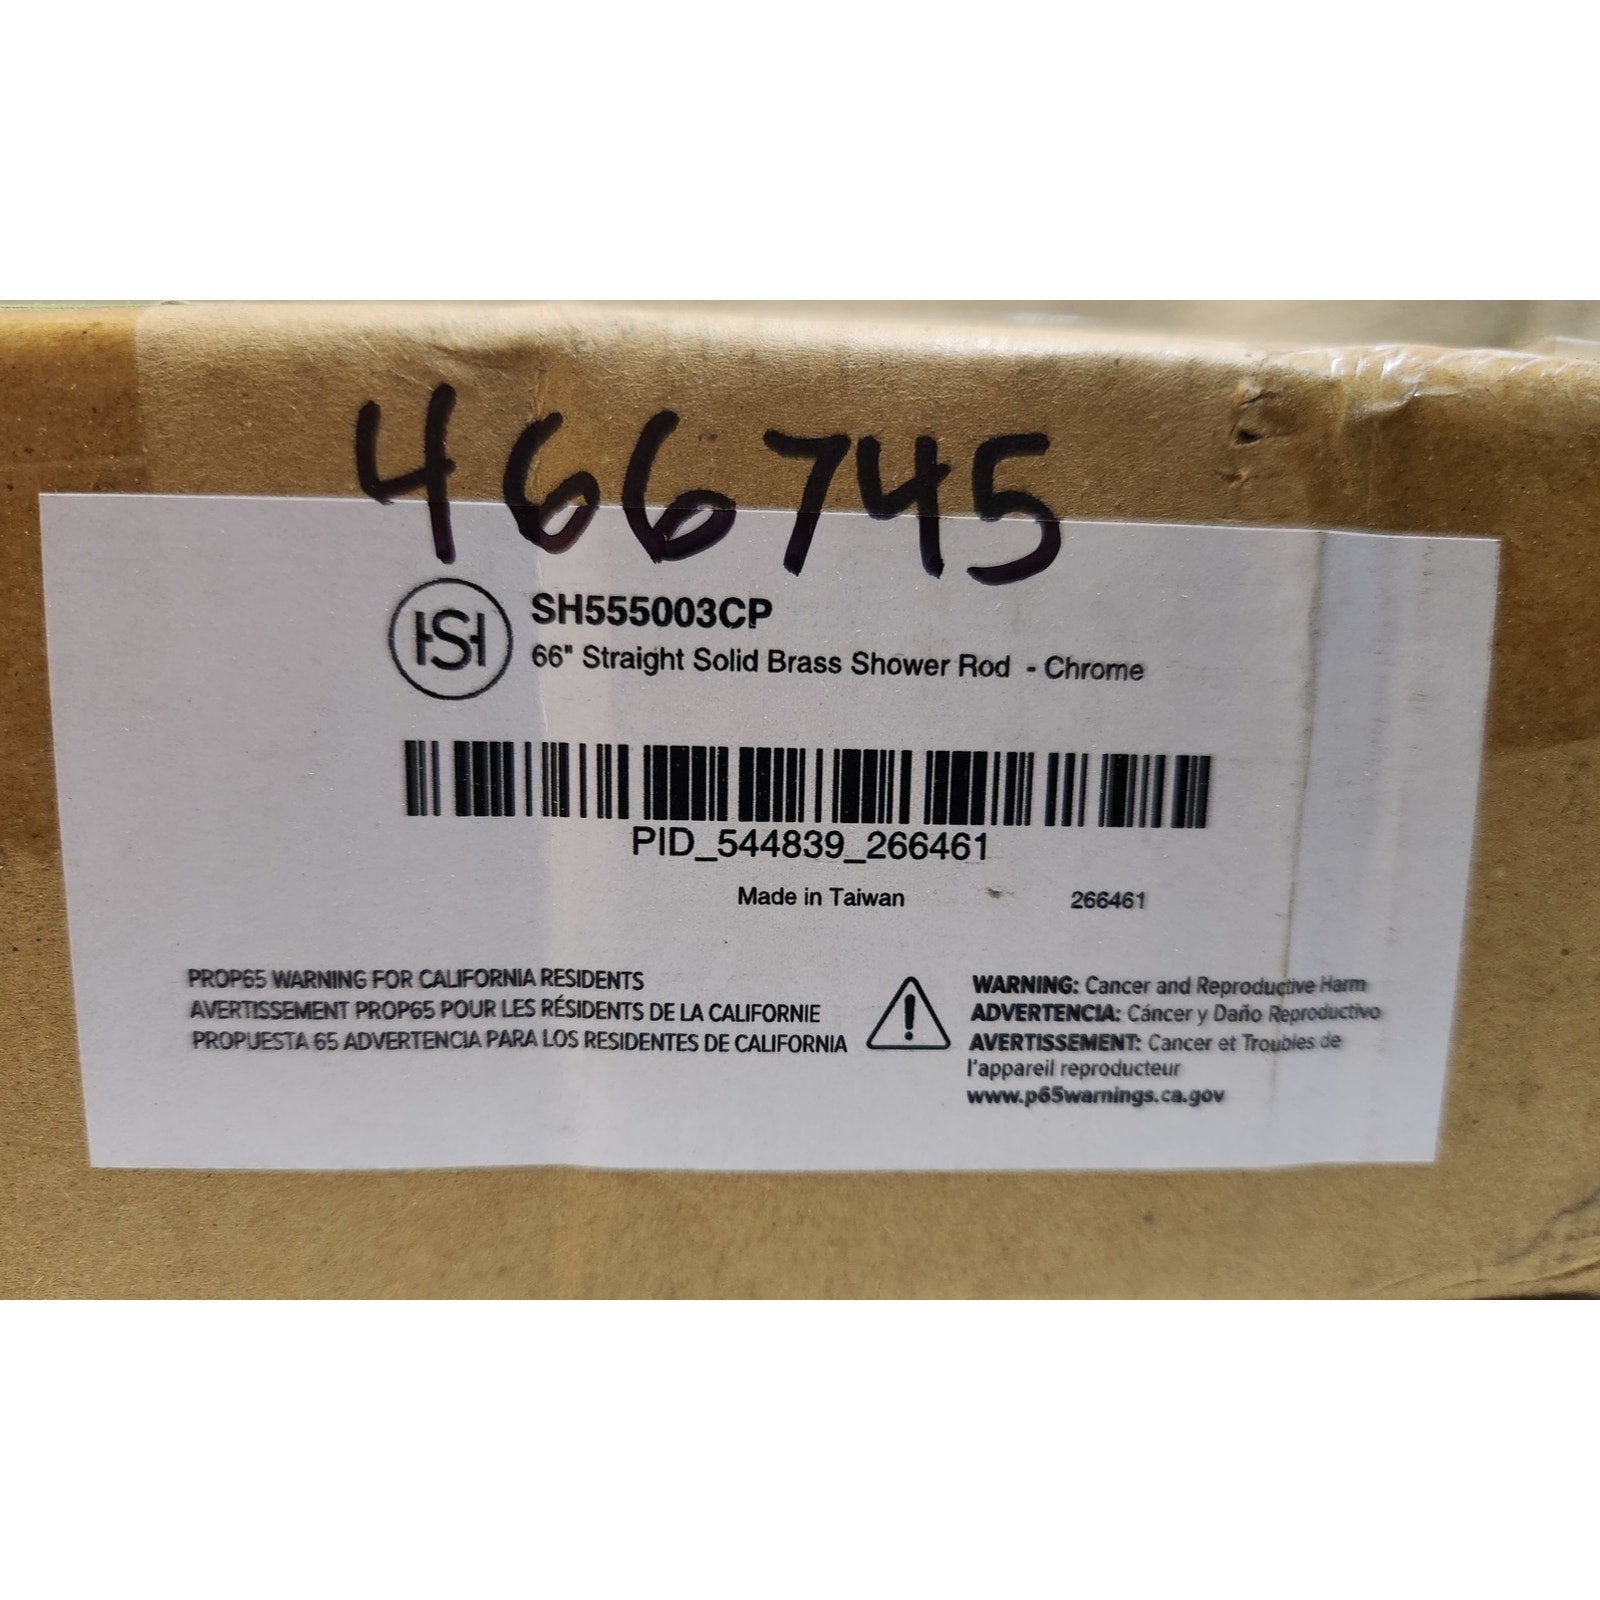 466745
HSH
SH555003CP
66" Straight Solid Brass Shower Rod - Chrome
PID_544839_266461
Made in Taiwan
266461
PROP65 WARNING FOR CALIFORNIA RESIDENTS
AVERTISSEMENT PROP65 POUR LES RÉSIDENTS DE LA CALIFORNIE
PROPUESTA 65 ADVERTENCIA PARA LOS RESIDENTES DE CALIFORNIA
WARNING: Cancer and Reproductive Harm
ADVERTENCIA: Cáncer y Daño Reproductivo
AVERTISSEMENT: Cancer et Troubles de
l'appareil reproducteur
www.p65warnings.ca.gov